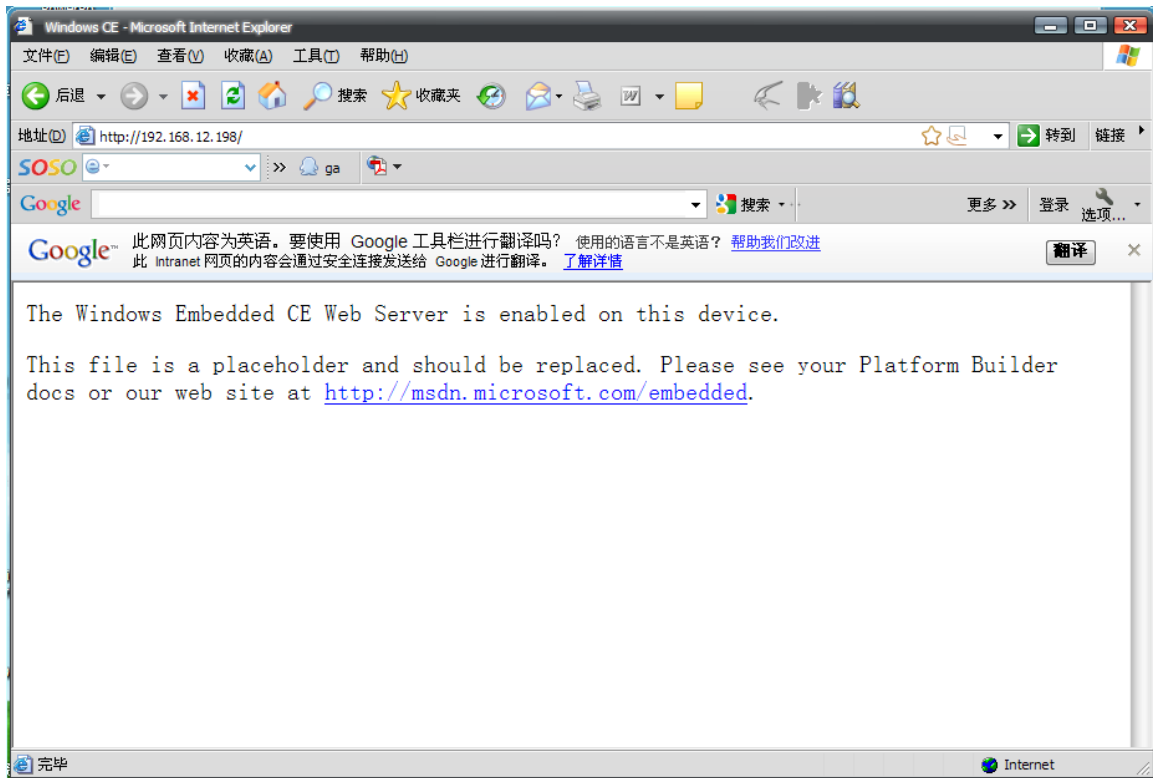 Windows CE - Microsoft Internet Explorer
文件(F) 编辑(E) 查看(V) 收藏(A) 工具(T) 帮助(H)
后退 搜索 收藏夹
地址(D) http://192.168.12.198/ 转到 链接
SOSO ga
Google 搜索 更多 登录 选项...
Google™ 此网页内容为英语。要使用 Google 工具栏进行翻译吗? 使用的语言不是英语? 帮助我们改进 翻译
此 Intranet 网页的内容会通过安全连接发送给 Google 进行翻译。 了解详情
The Windows Embedded CE Web Server is enabled on this device.
This file is a placeholder and should be replaced. Please see your Platform Builder
docs or our web site at http://msdn.microsoft.com/embedded.
完毕 Internet